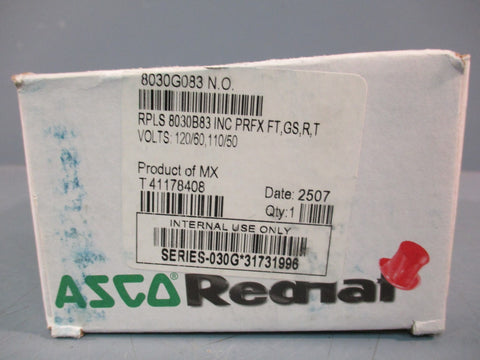 8030G083 N.O.
RPLS 8030B83 INC PRFX FT,GS,R,T
VOLTS: 120/60,110/50
Product of MX
T 41178408
Date: 2507
Qty:1
INTERNAL USE ONLY
SERIES-030G*31731996
ASCO®